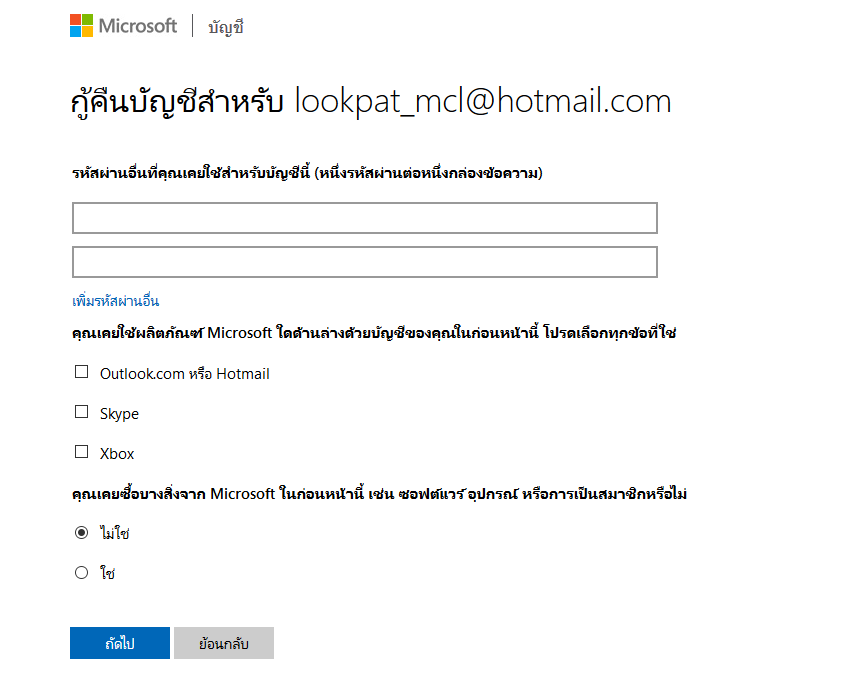 Microsoft | บัญชี
กู้คืนบัญชีสำหรับ lookpat_mcl@hotmail.com
รหัสผ่านอื่นที่คุณเคยใช้สำหรับบัญชีนี้ (หนึ่งรหัสผ่านต่อหนึ่งกล่องข้อความ)
เพิ่มรหัสผ่านอื่น
คุณเคยใช้ผลิตภัณฑ์ Microsoft ใดด้านล่างด้วยบัญชีของคุณในก่อนหน้านี้ โปรดเลือกทุกข้อที่ใช่
Outlook.com หรือ Hotmail
Skype
Xbox
คุณเคยซื้อบางสิ่งจาก Microsoft ในก่อนหน้านี้ เช่น ซอฟต์แวร์ อุปกรณ์ หรือการเป็นสมาชิกหรือไม่
ไม่ใช่
ใช่
ถัดไป ย้อนกลับ